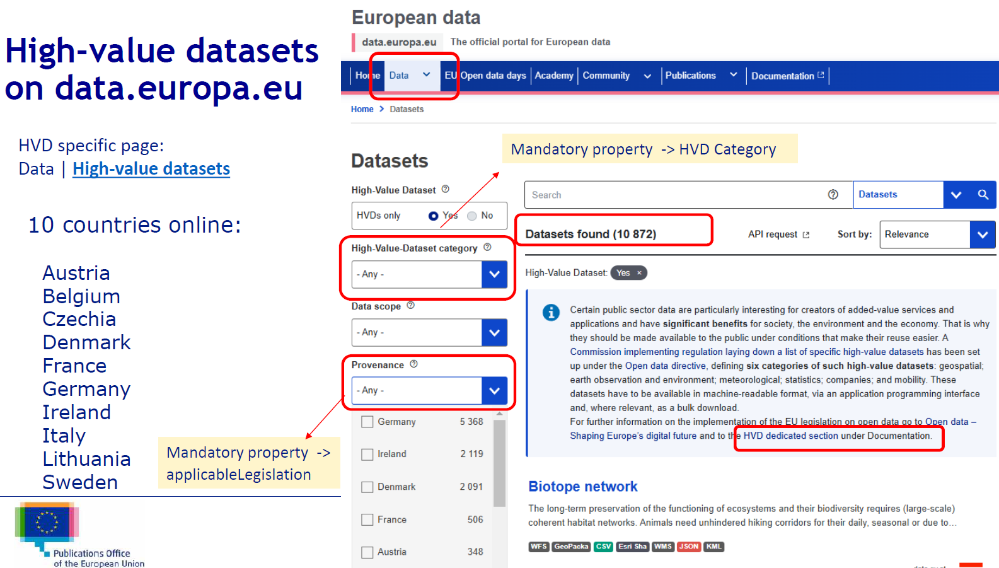 High-value datasets
on data.europa.eu
HVD specific page:
Data | High-value datasets
10 countries online:
Austria
Belgium
Czechia
Denmark
France
Germany
Ireland
Italy
Lithuania
Sweden
Mandatory property -> 
applicableLegislation
Publications Office
of the European Union
European data
data.europa.eu The official portal for European data
Home Data EU Open data days Academy Community Publications Documentation
Home > Datasets
Mandatory property -> HVD Category
Datasets
High-Value Dataset
HVDs only Yes No
High-Value-Dataset category
- Any -
Data scope
- Any -
Provenance
- Any -
Germany 5 368
Ireland 2 119
Denmark 2 091
France 506
Austria 348
Search Datasets
Datasets found (10 872) API request Sort by: Relevance
High-Value Dataset: Yes ×
Certain public sector data are particularly interesting for creators of added-value services and
applications and have significant benefits for society, the environment and the economy. That is why
they should be made available to the public under conditions that make their reuse easier. A
Commission implementing regulation laying down a list of specific high-value datasets has been set
up under the Open data directive, defining six categories of such high-value datasets: geospatial;
earth observation and environment; meteorological; statistics; companies; and mobility. These
datasets have to be available in machine-readable format, via an application programming interface
and, where relevant, as a bulk download.
For further information on the implementation of the EU legislation on open data go to Open data –
Shaping Europe's digital future and to the HVD dedicated section under Documentation.
Biotope network
The long-term preservation of the functioning of ecosystems and their biodiversity requires (large-scale)
coherent habitat networks. Animals need unhindered hiking corridors for their daily, seasonal or due to…
WFS GeoPacka CSV Esri Sha WMS JSON KML